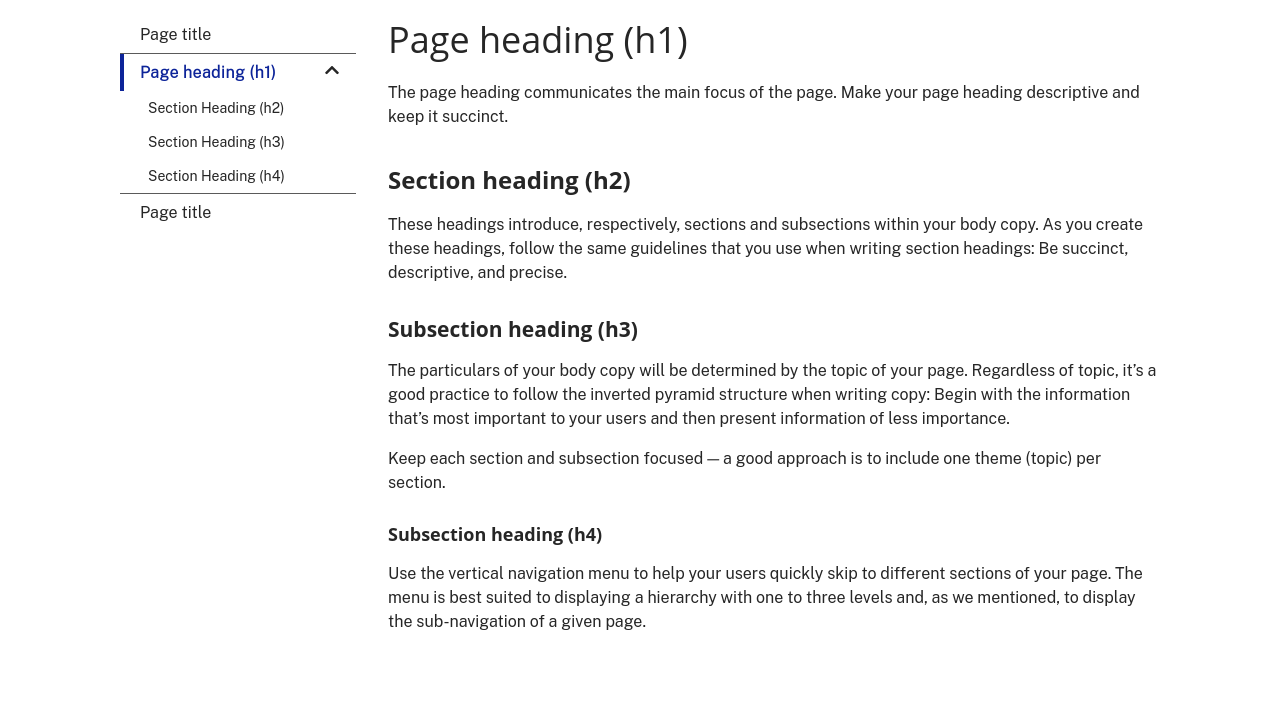 Page title
Page heading (h1)
Section Heading (h2)
Section Heading (h3)
Section Heading (h4)
Page title
Page heading (h1)
The page heading communicates the main focus of the page. Make your page heading descriptive and
keep it succinct.
Section heading (h2)
These headings introduce, respectively, sections and subsections within your body copy. As you create
these headings, follow the same guidelines that you use when writing section headings: Be succinct,
descriptive, and precise.
Subsection heading (h3)
The particulars of your body copy will be determined by the topic of your page. Regardless of topic, it’s a
good practice to follow the inverted pyramid structure when writing copy: Begin with the information
that’s most important to your users and then present information of less importance.
Keep each section and subsection focused — a good approach is to include one theme (topic) per
section.
Subsection heading (h4)
Use the vertical navigation menu to help your users quickly skip to different sections of your page. The
menu is best suited to displaying a hierarchy with one to three levels and, as we mentioned, to display
the sub-navigation of a given page.